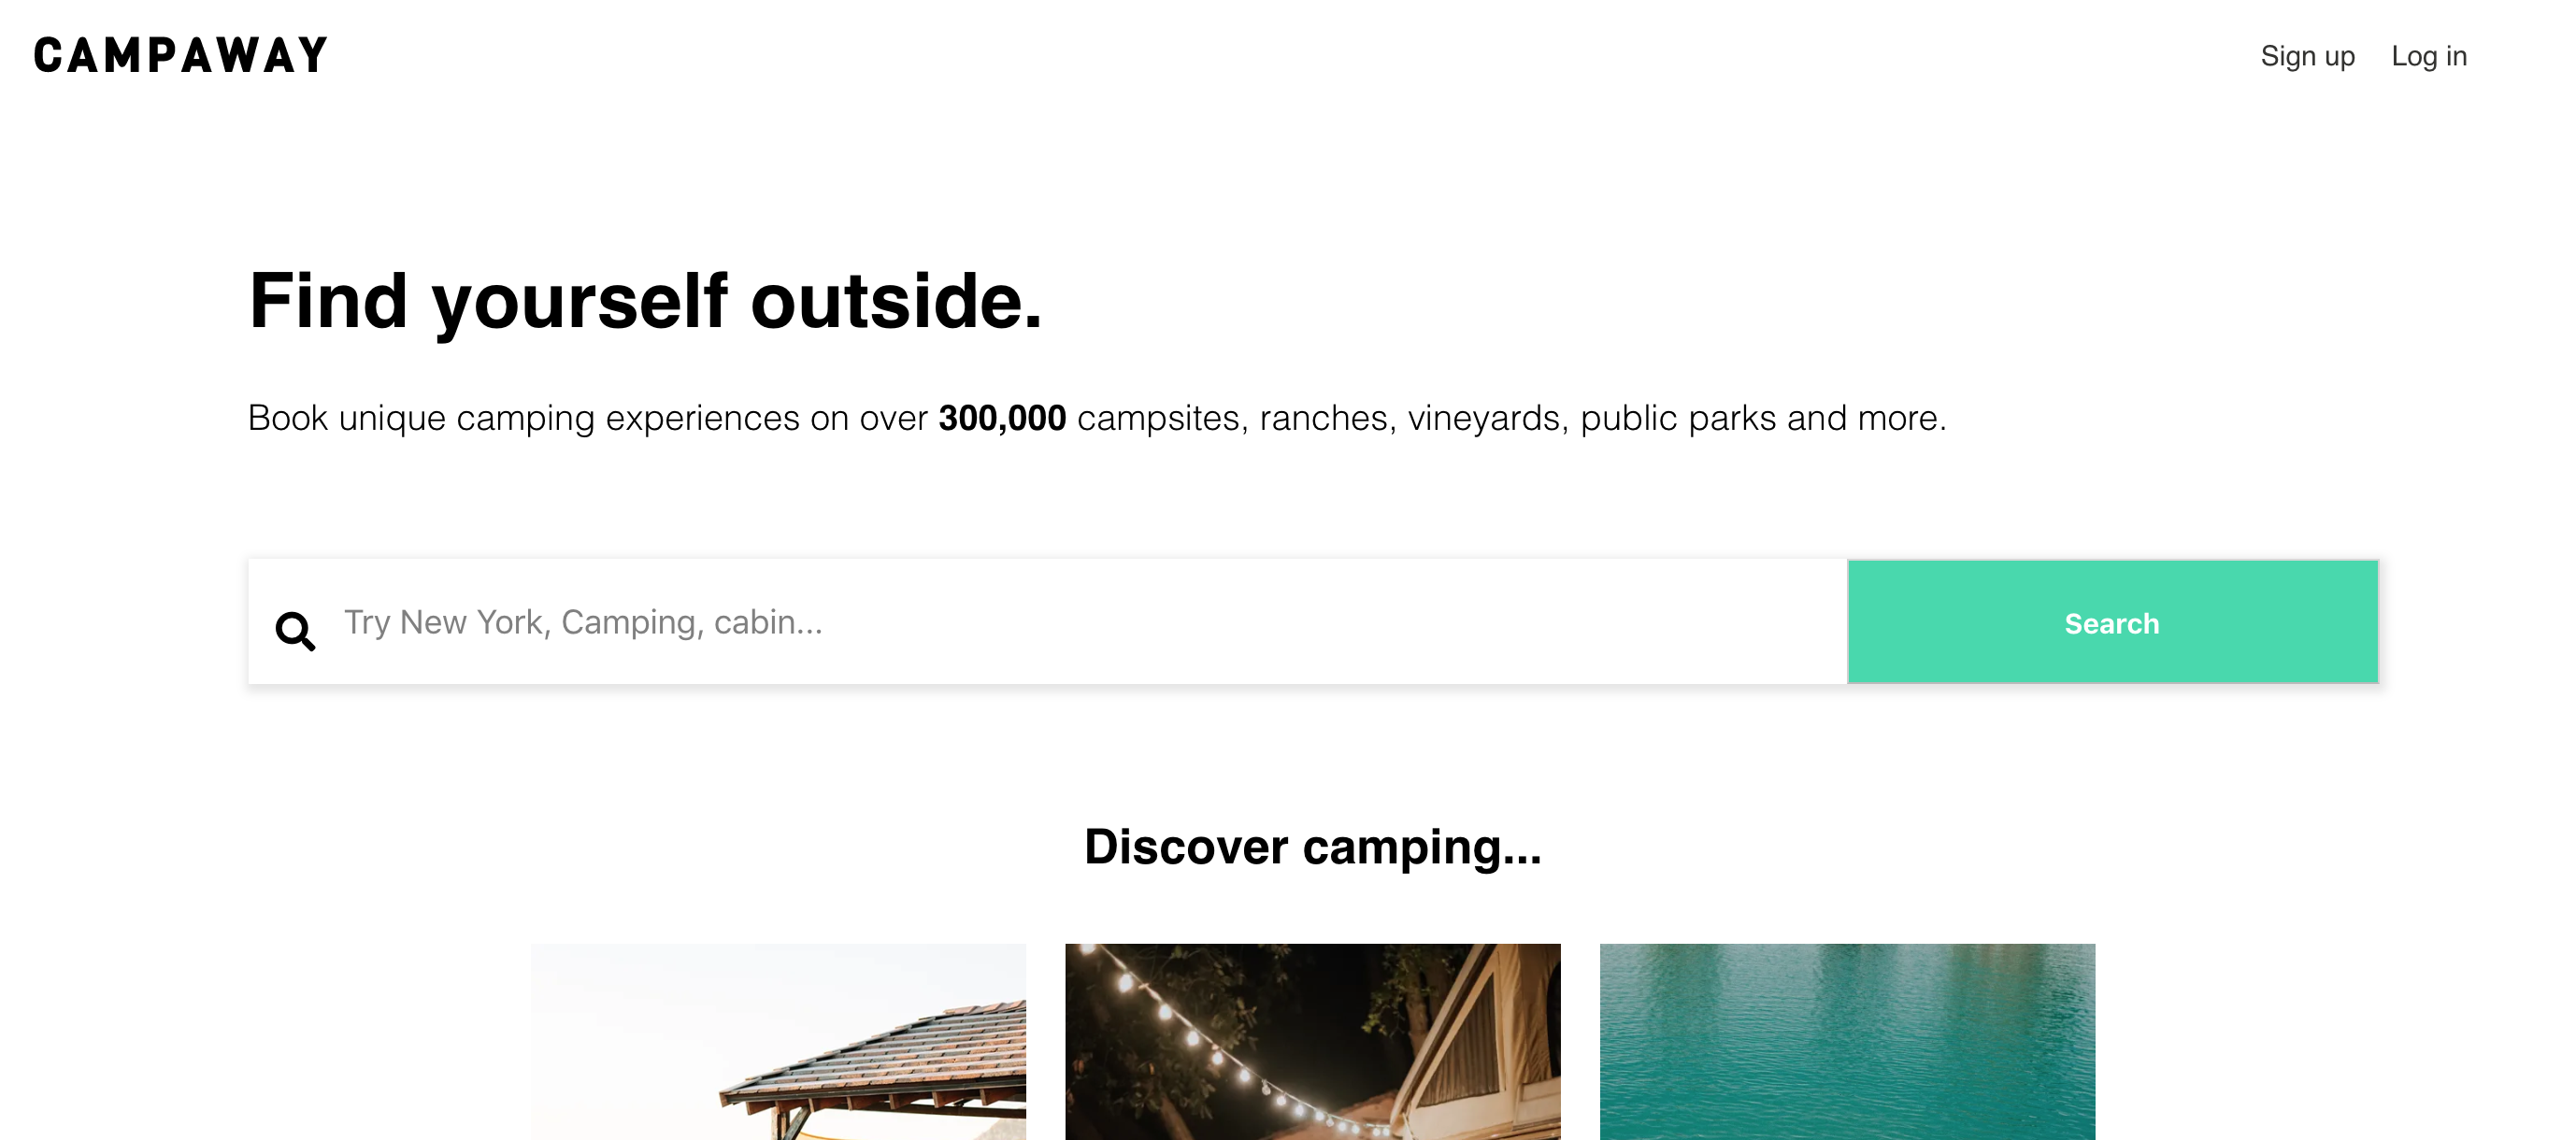 CAMPAWAY
Sign up
Log in
Find yourself outside.
Book unique camping experiences on over 300,000 campsites, ranches, vineyards, public parks and more.
Try New York, Camping, cabin...
Search
Discover camping...